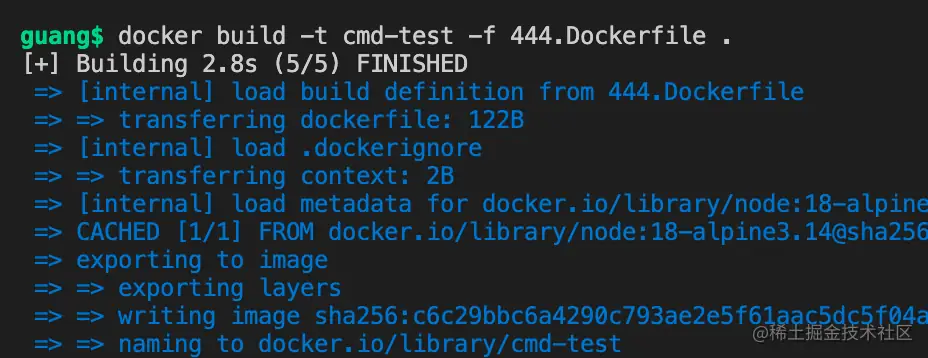 guang$ docker build -t cmd-test -f 444.Dockerfile .
[+] Building 2.8s (5/5) FINISHED
=> [internal] load build definition from 444.Dockerfile
=> => transferring dockerfile: 122B
=> [internal] load .dockerignore
=> => transferring context: 2B
=> [internal] load metadata for docker.io/library/node:18-alpine
=> CACHED [1/1] FROM docker.io/library/node:18-alpine3.14@sha256
=> exporting to image
=> => exporting layers
=> => writing image sha256:c6c29bbc6a4290c793ae2e5f61aac5dc5f04a
=> => naming to docker.io/library/cmd-test
@稀土掘金技术社区